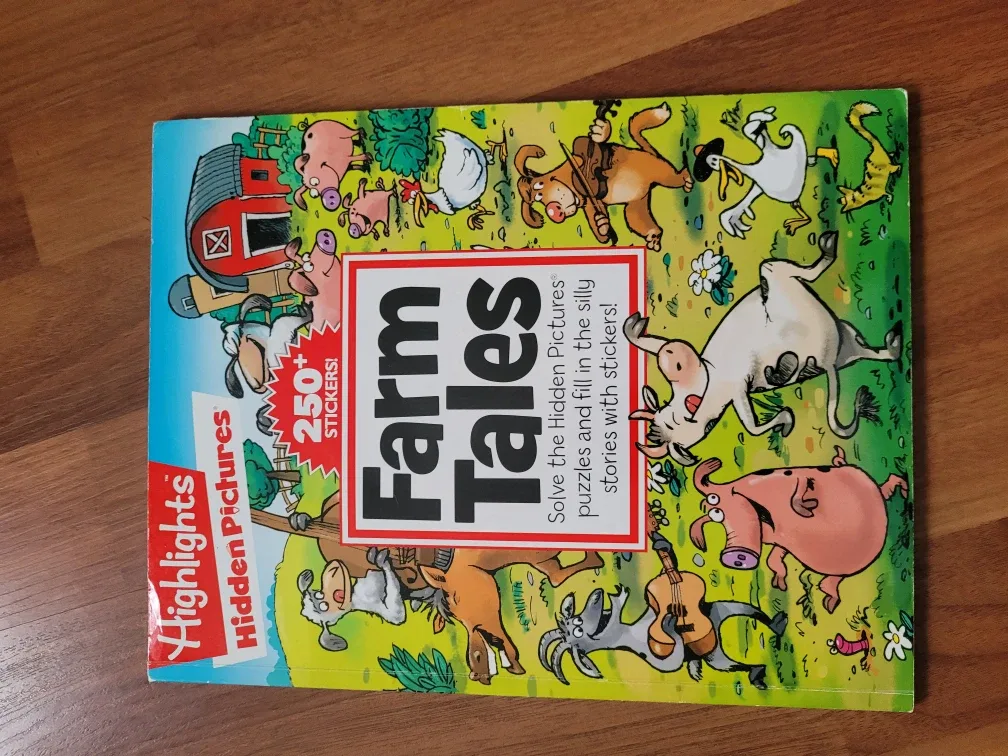 Highlights™
Hidden Pictures®
250+
STICKERS!
Farm
Tales
Solve the Hidden Pictures®
puzzles and fill in the silly
stories with stickers!